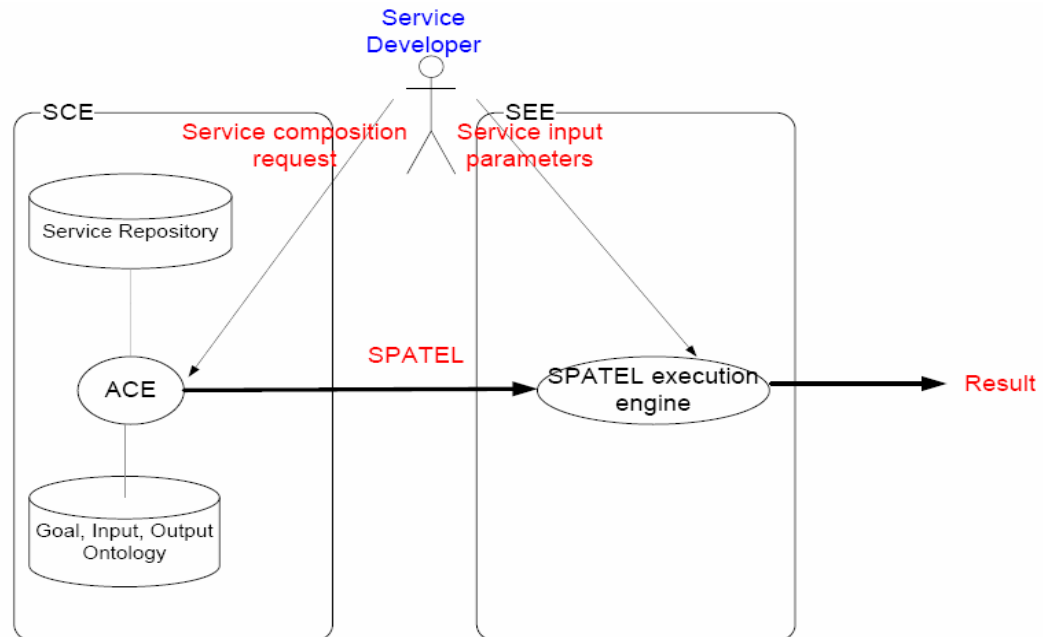 Service
Developer
SCE
SEE
Service composition
request
Service input
parameters
Service Repository
SPATEL
ACE
SPATEL execution
engine
Result
Goal, Input, Output
Ontology